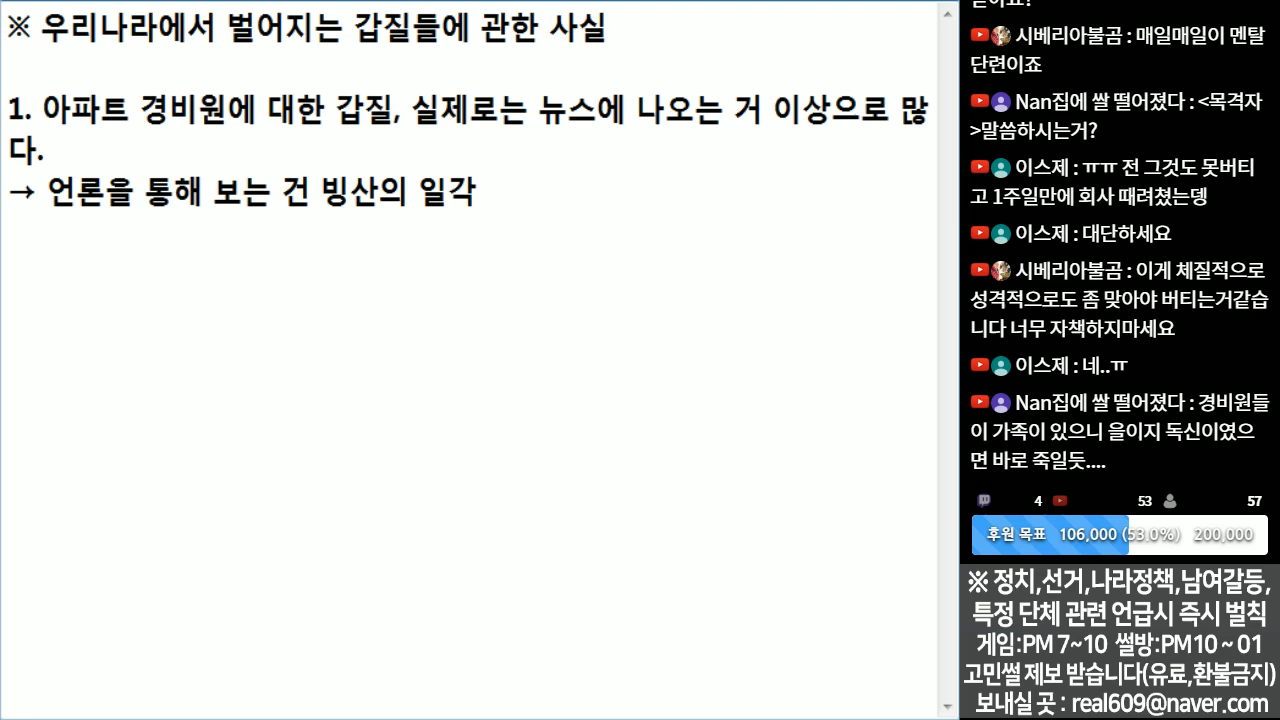 ※ 우리나라에서 벌어지는 갑질들에 관한 사실
1. 아파트 경비원에 대한 갑질, 실제로는 뉴스에 나오는 거 이상으로 많
다.
→ 언론을 통해 보는 건 빙산의 일각
시베리아불곰 : 매일매일이 멘탈
단련이죠
Nan집에 쌀 떨어졌다 : <목격자
>말씀하시는거?
이스제 : ㅠㅠ 전 그것도 못버티
고 1주일만에 회사 때려쳤는뎅
이스제 : 대단하세요
시베리아불곰 : 이게 체질적으로
성격적으로도 좀 맞아야 버티는거같습
니다 너무 자책하지마세요
이스제 : 네..ㅠ
Nan집에 쌀 떨어졌다 : 경비원들
이 가족이 있으니 을이지 독신이였으
면 바로 죽일듯....
4 53 57
후원 목표 106,000 (53.0%) 200,000
※ 정치,선거,나라정책,남여갈등,
특정 단체 관련 언급시 즉시 벌칙
게임:PM 7~10 썰방:PM10 ~ 01
고민썰 제보 받습니다(유료,환불금지)
보내실 곳 : real609@naver.com